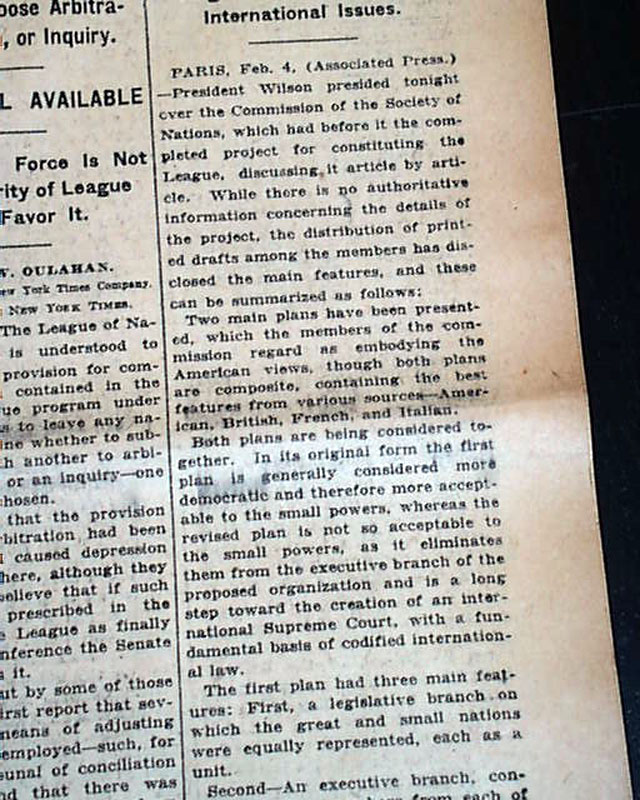 oose Arbitra-
, or Inquiry.
L AVAILABLE
Force Is Not
rity of League
Favor It.
V. OULAHAN.
ew York Times Company.
NEW YORK TIMES.
The League of Na-
is understood to
provision for com-
contained in the
ue program under
s to leave any na-
ine whether to sub-
h another to arbi-
or an inquiry—one
hosen.
that the provision
bitration had been
caused depression
here, although they
believe that if such
prescribed in the
e League as finally
nference the Senate
s it.
ut by some of those
irst report that sev-
means of adjusting
employed—such, for
bunal of conciliation
nd that there was
International Issues.
PARIS, Feb. 4, (Associated Press.)
—President Wilson presided tonight
over the Commission of the Society of
Nations, which had before it the com-
pleted project for constituting the
League, discussing it article by arti-
cle. While there is no authoritative
information concerning the details of
the project, the distribution of print-
ed drafts among the members has dis-
closed the main features, and these
can be summarized as follows:
Two main plans have been present-
ed, which the members of the com-
mission regard as embodying the
American views, though both plans
are composite, containing the best
features from various sources—Amer-
ican, British, French, and Italian.
Both plans are being considered to-
gether. In its original form the first
plan is generally considered more
democratic and therefore more accept-
able to the small powers, whereas the
revised plan is not so acceptable to
the small powers, as it eliminates
them from the executive branch of the
proposed organization and is a long
step toward the creation of an inter-
national Supreme Court, with a fun-
damental basis of codified internation-
al law.
The first plan had three main feat-
ures: First, a legislative branch on
which the great and small nations
were equally represented, each as a
unit.
Second—An executive branch, con-
from each of